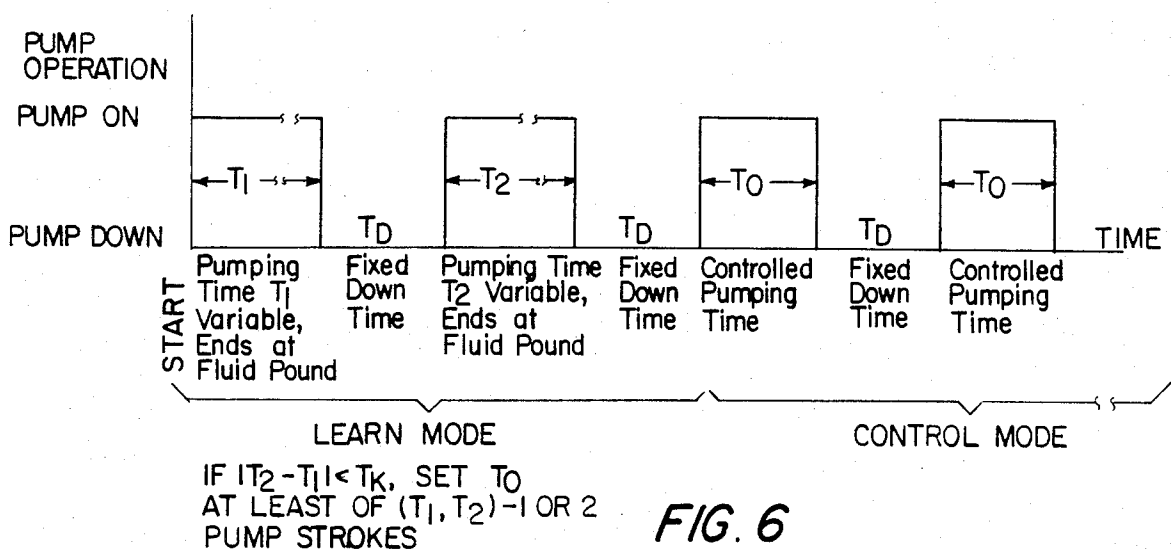 PUMP
OPERATION
PUMP ON
T1
T2
TO
TO
PUMP DOWN
TD
TD
TD
TIME
START
Pumping
Time T1
Variable,
Ends at
Fluid Pound
Fixed
Down
Time
Pumping Time
T2 Variable,
Ends at
Fluid Pound
Fixed
Down
Time
Controlled
Pumping
Time
Fixed
Down
Time
Controlled
Pumping
Time
LEARN MODE
CONTROL MODE
IF |T2-T1|<TK, SET TO
AT LEAST OF (T1,T2)-1 OR 2
PUMP STROKES
FIG. 6